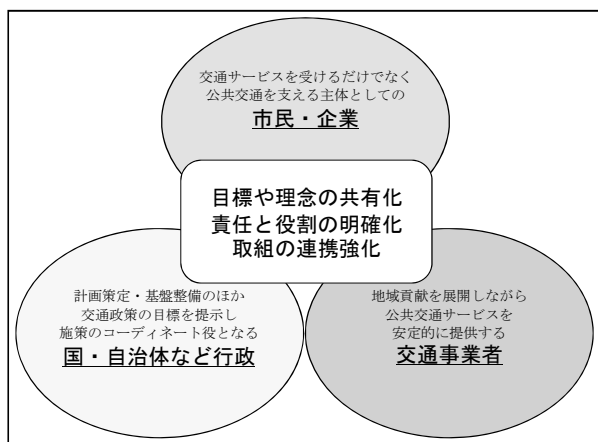 交通サービスを受けるだけでなく
公共交通を支える主体としての
市民・企業
目標や理念の共有化
責任と役割の明確化
取組の連携強化
計画策定・基盤整備のほか
交通政策の目標を提示し
施策のコーディネート役となる
国・自治体など行政
地域貢献を展開しながら
公共交通サービスを
安定的に提供する
交通事業者